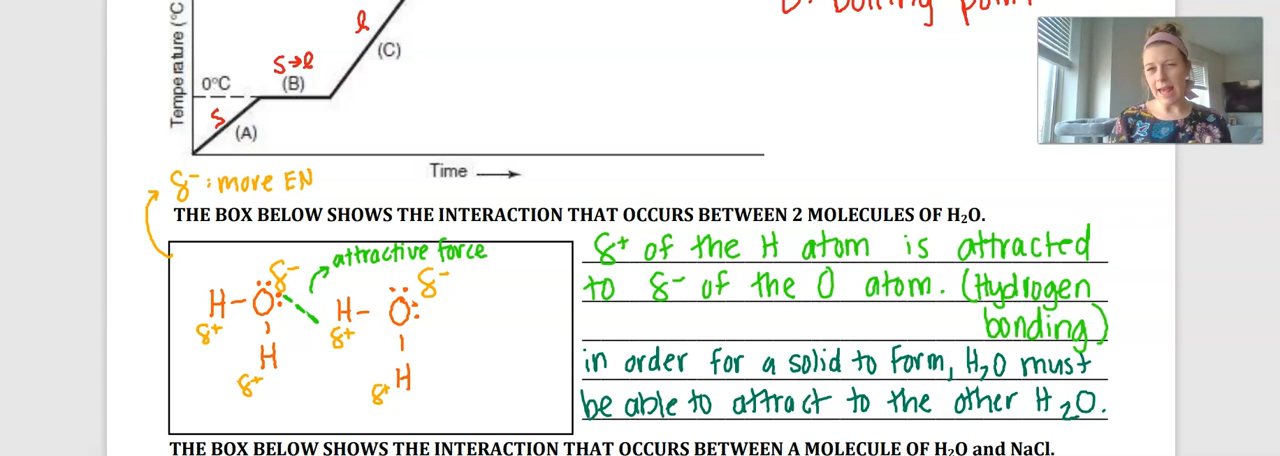 Temperature (°C
B: boiling point
l
(C)
S→l
0°C
(B)
S
(A)
Time
δ⁻: more EN
THE BOX BELOW SHOWS THE INTERACTION THAT OCCURS BETWEEN 2 MOLECULES OF H₂O.
attractive force
δ⁻
δ⁻
H-Ö: H-Ö:
δ⁺ δ⁺
H
H
δ⁺
δ⁺
δ⁺ of the H atom is attracted
to δ⁻ of the O atom. (Hydrogen
bonding)
in order for a solid to form, H₂O must
be able to attract to the other H₂O.
THE BOX BELOW SHOWS THE INTERACTION THAT OCCURS BETWEEN A MOLECULE OF H₂O and NaCl.